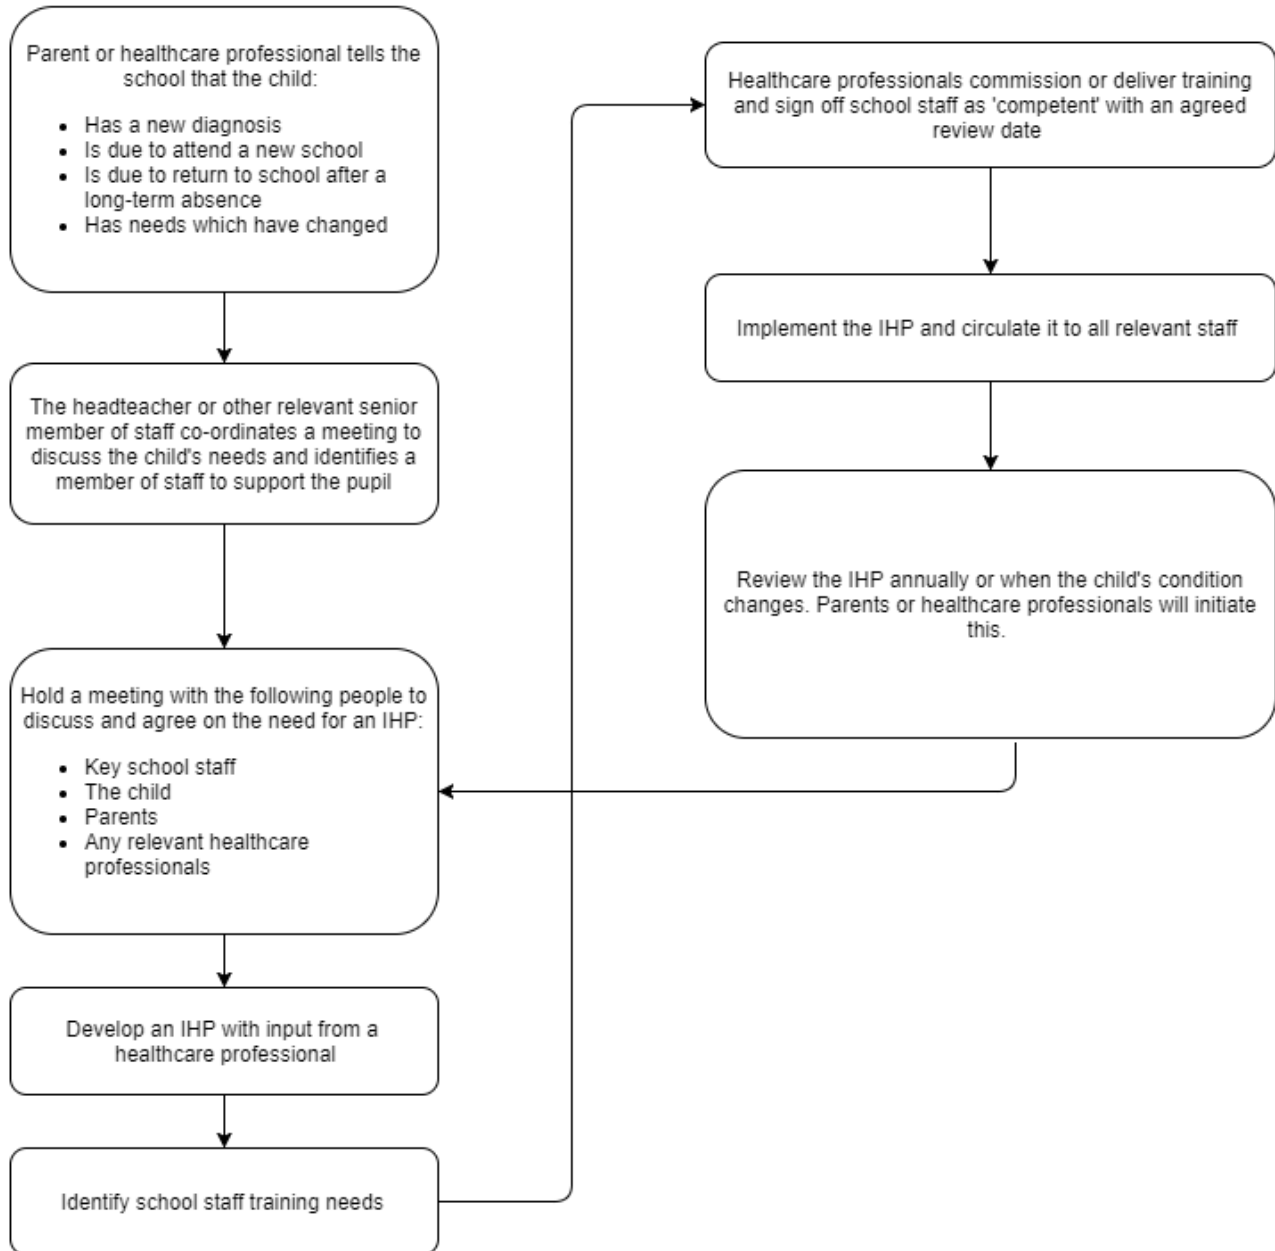 Parent or healthcare professional tells the
school that the child:
• Has a new diagnosis
• Is due to attend a new school
• Is due to return to school after a
long-term absence
• Has needs which have changed
The headteacher or other relevant senior
member of staff co-ordinates a meeting to
discuss the child's needs and identifies a
member of staff to support the pupil
Hold a meeting with the following people to
discuss and agree on the need for an IHP:
• Key school staff
• The child
• Parents
• Any relevant healthcare
professionals
Develop an IHP with input from a
healthcare professional
Identify school staff training needs
Healthcare professionals commission or deliver training
and sign off school staff as 'competent' with an agreed
review date
Implement the IHP and circulate it to all relevant staff
Review the IHP annually or when the child's condition
changes. Parents or healthcare professionals will initiate
this.